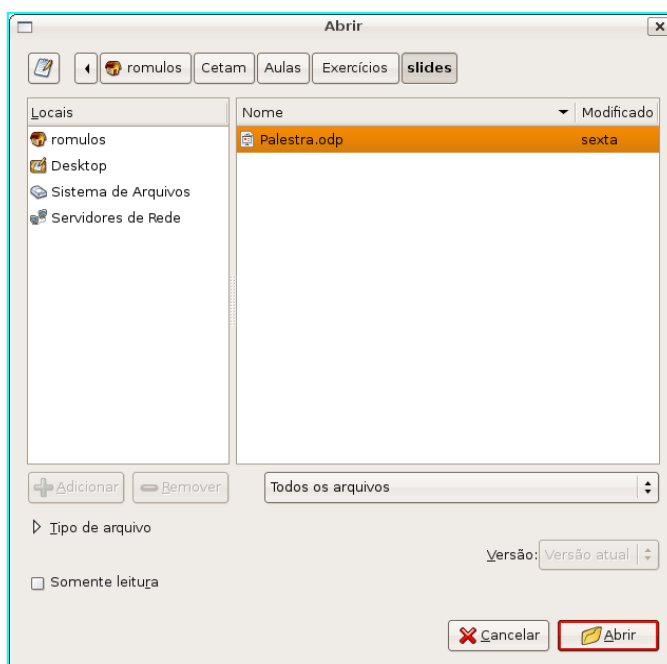 Abrir
romulos Cetam Aulas Exercícios slides
Locais Nome Modificado
romulos Palestra.odp sexta
Desktop
Sistema de Arquivos
Servidores de Rede
Adicionar Remover Todos os arquivos
Tipo de arquivo
Versão: Versão atual
Somente leitura
Cancelar Abrir